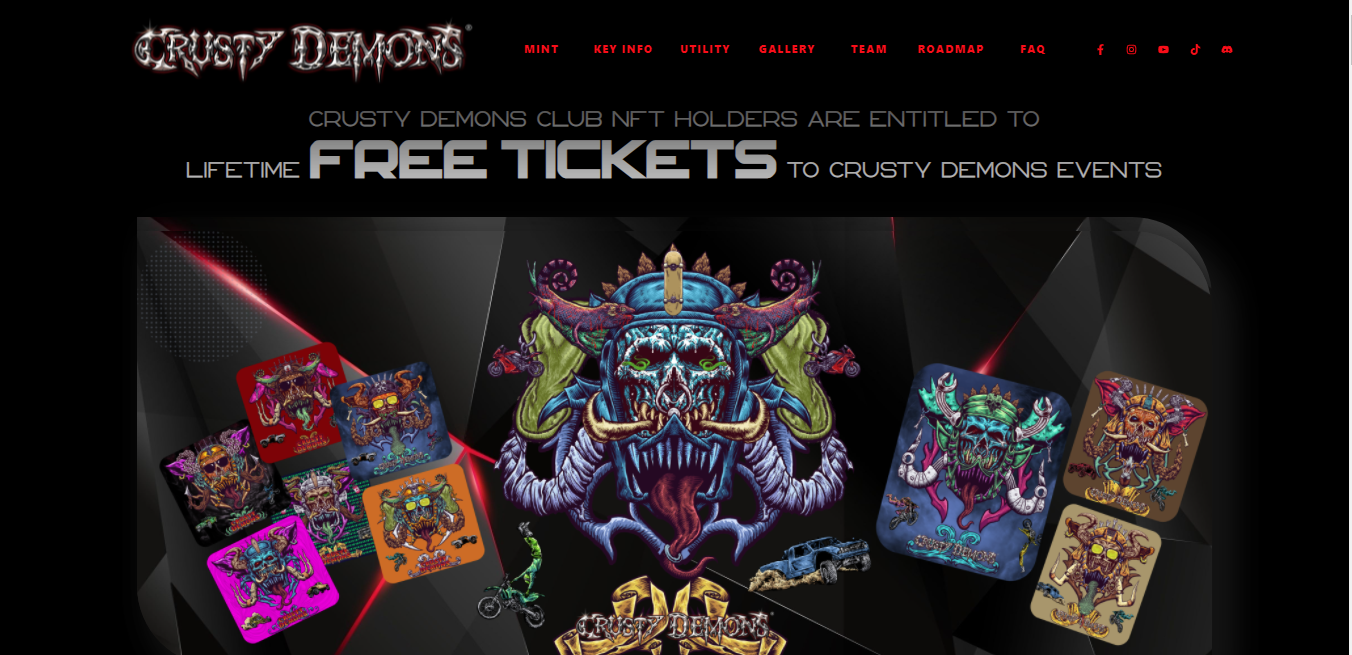 CRUSTY DEMONS®
MINT KEY INFO UTILITY GALLERY TEAM ROADMAP FAQ
CRUSTY DEMONS CLUB NFT HOLDERS ARE ENTITLED TO
LIFETIME FREE TICKETS TO CRUSTY DEMONS EVENTS
CRUSTY DEMONS
CRUSTY DEMONS